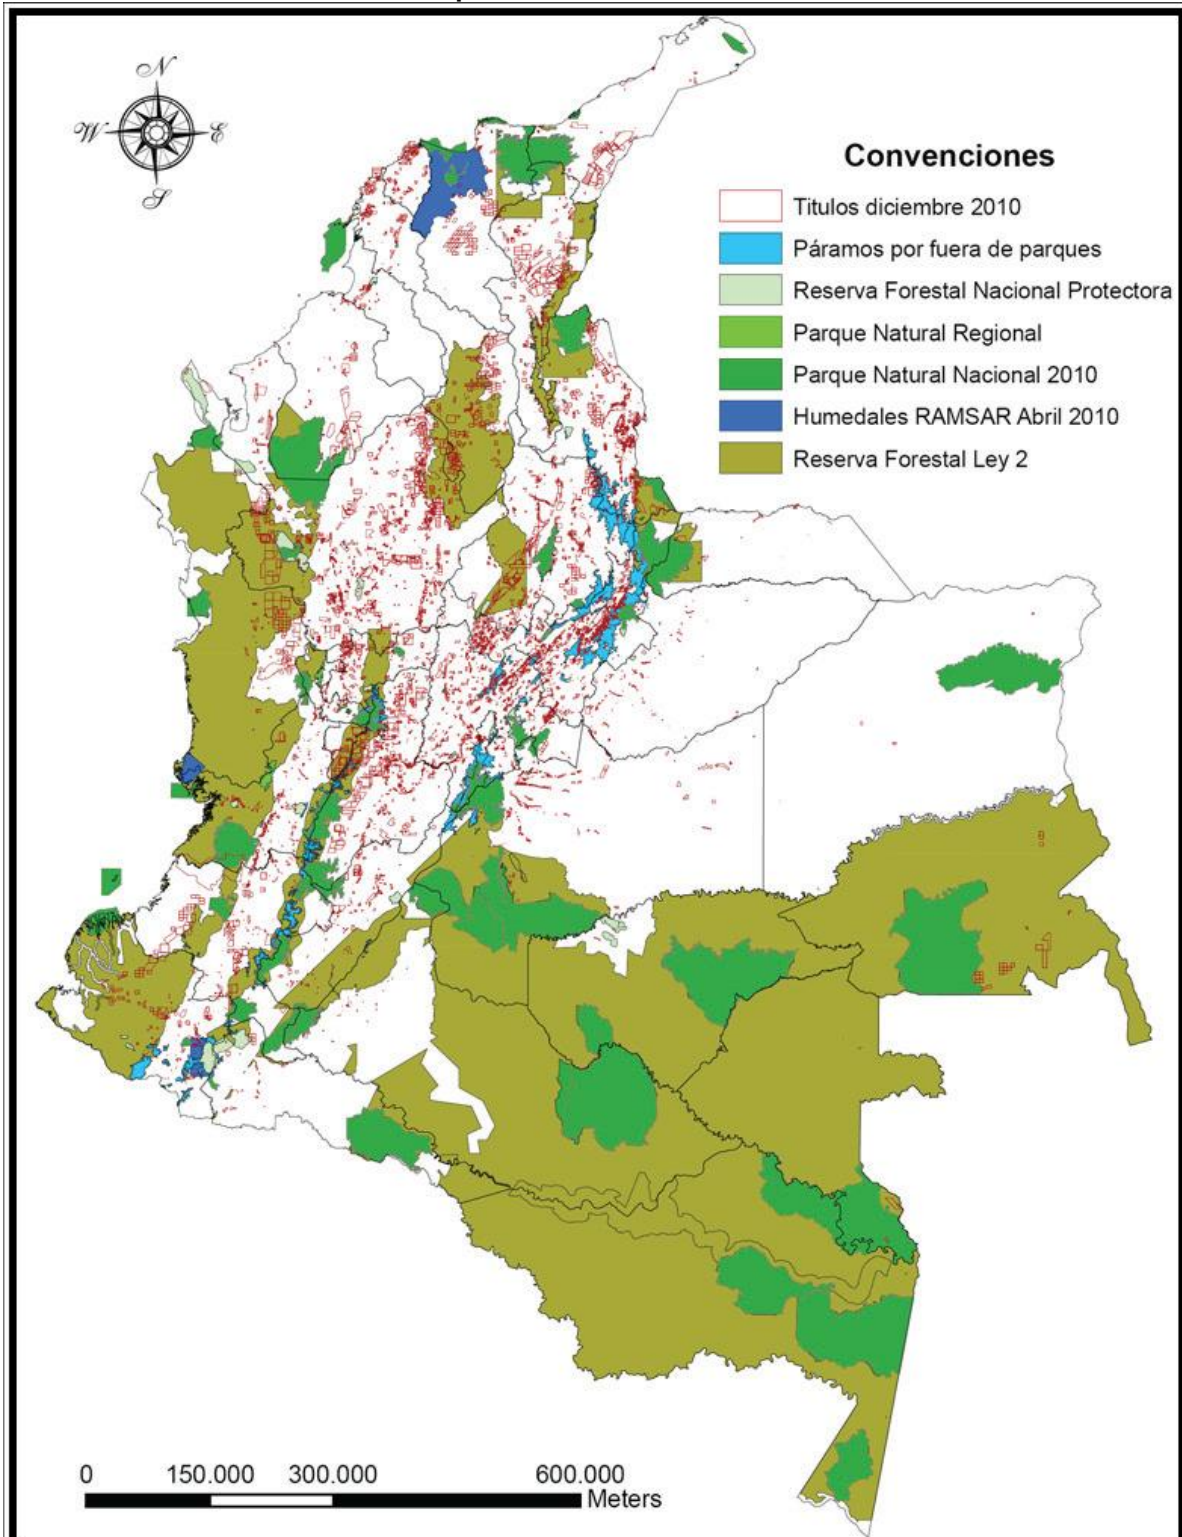 N
W E
S
Convenciones
Titulos diciembre 2010
Páramos por fuera de parques
Reserva Forestal Nacional Protectora
Parque Natural Regional
Parque Natural Nacional 2010
Humedales RAMSAR Abril 2010
Reserva Forestal Ley 2
0 150.000 300.000 600.000
Meters